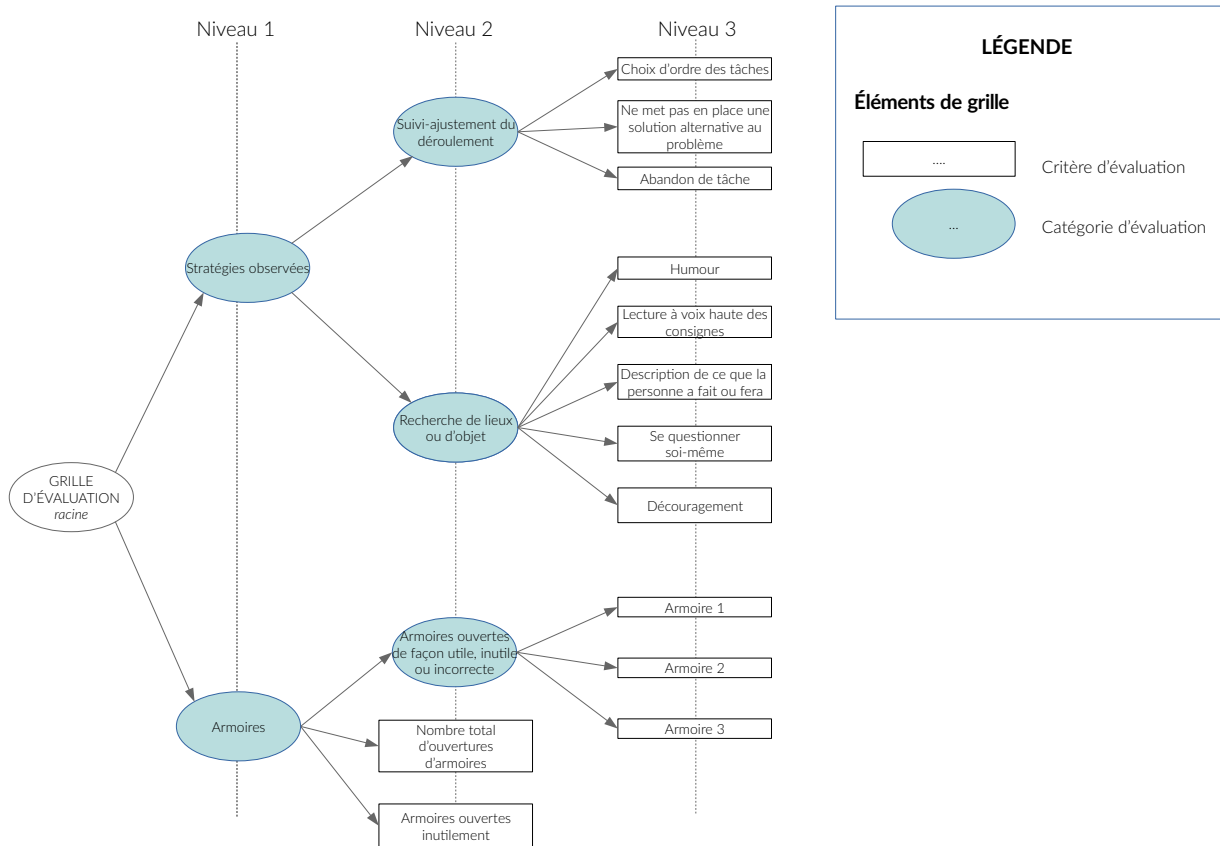 Niveau 1
Niveau 2
Niveau 3
Choix d'ordre des tâches
Suivi-ajustement du
déroulement
Ne met pas en place une
solution alternative au
problème
Abandon de tâche
Stratégies observées
Humour
Lecture à voix haute des
consignes
Description de ce que la
personne a fait ou fera
Recherche de lieux
ou d'objet
Se questionner
soi-même
Découragement
GRILLE
D'ÉVALUATION
racine
Armoires ouvertes
de façon utile, inutile
ou incorrecte
Armoire 1
Armoire 2
Armoire 3
Armoires
Nombre total
d'ouvertures
d'armoires
Armoires ouvertes
inutilement
LÉGENDE
Éléments de grille
....
Critère d'évaluation
...
Catégorie d'évaluation